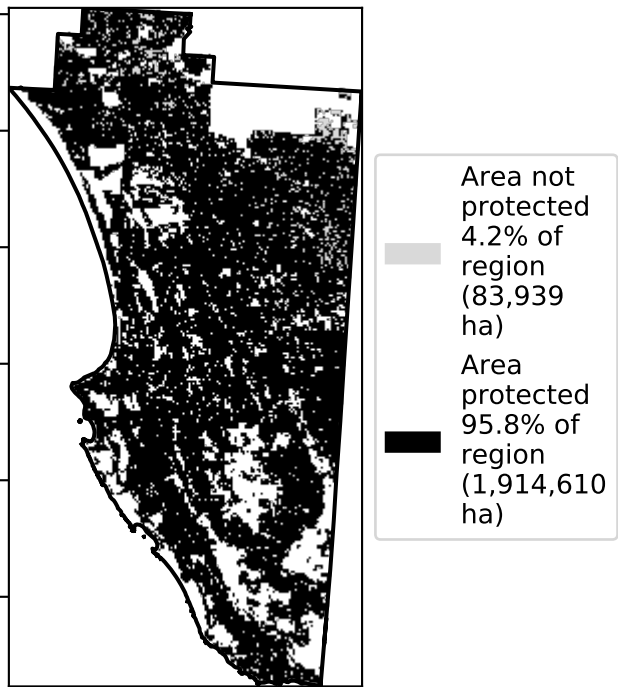 Area not
protected
4.2% of
region
(83,939
ha)
Area
protected
95.8% of
region
(1,914,610
ha)